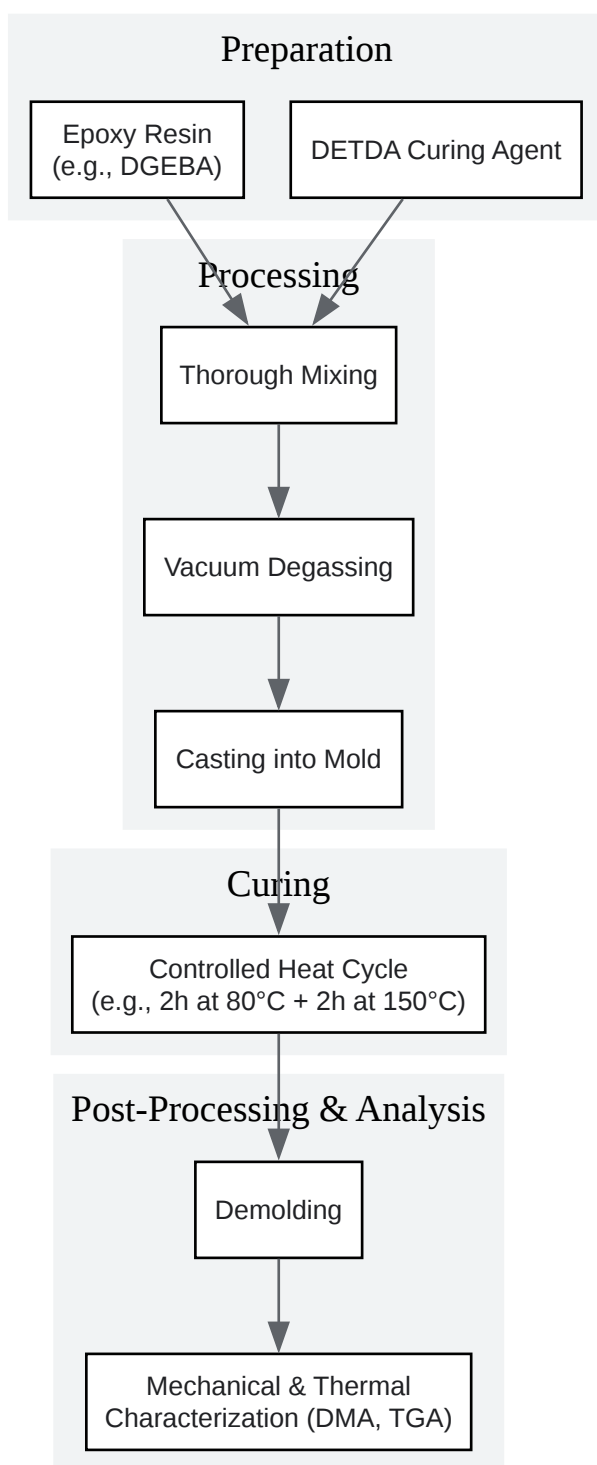 Preparation
Epoxy Resin
(e.g., DGEBA)
DETDA Curing Agent
Processing
Thorough Mixing
Vacuum Degassing
Casting into Mold
Curing
Controlled Heat Cycle
(e.g., 2h at 80°C + 2h at 150°C)
Post-Processing & Analysis
Demolding
Mechanical & Thermal
Characterization (DMA, TGA)